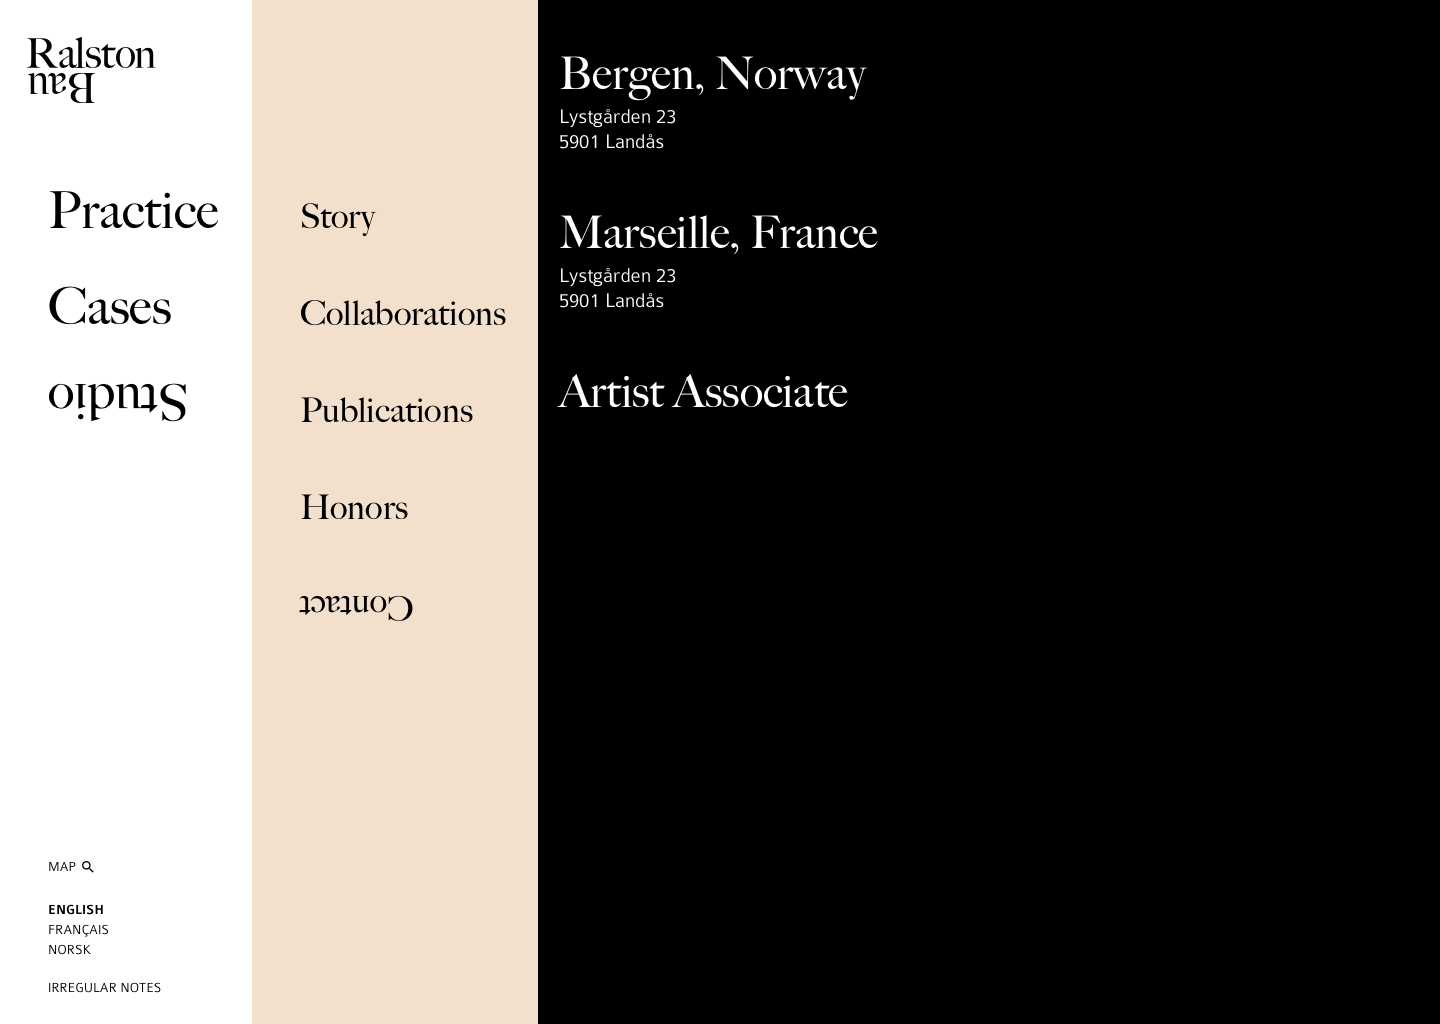 Ralston
Bau
Practice
Cases
Studio
MAP
ENGLISH
FRANÇAIS
NORSK
IRREGULAR NOTES
Story
Collaborations
Publications
Honors
Contact
Bergen, Norway
Lystgården 23
5901 Landås
Marseille, France
Lystgården 23
5901 Landås
Artist Associate